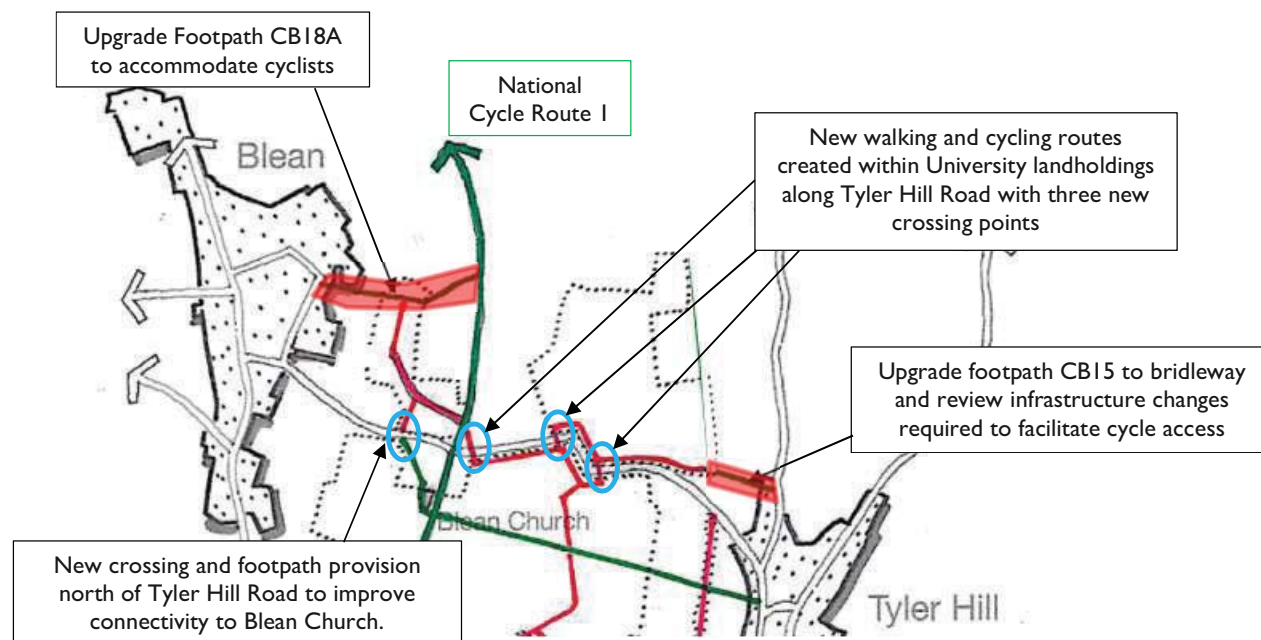 Upgrade Footpath CB18A
to accommodate cyclists
National
Cycle Route 1
New walking and cycling routes
created within University landholdings
along Tyler Hill Road with three new
crossing points
Blean
Upgrade footpath CB15 to bridleway
and review infrastructure changes
required to facilitate cycle access
Blean Church
New crossing and footpath provision
north of Tyler Hill Road to improve
connectivity to Blean Church.
Tyler Hill